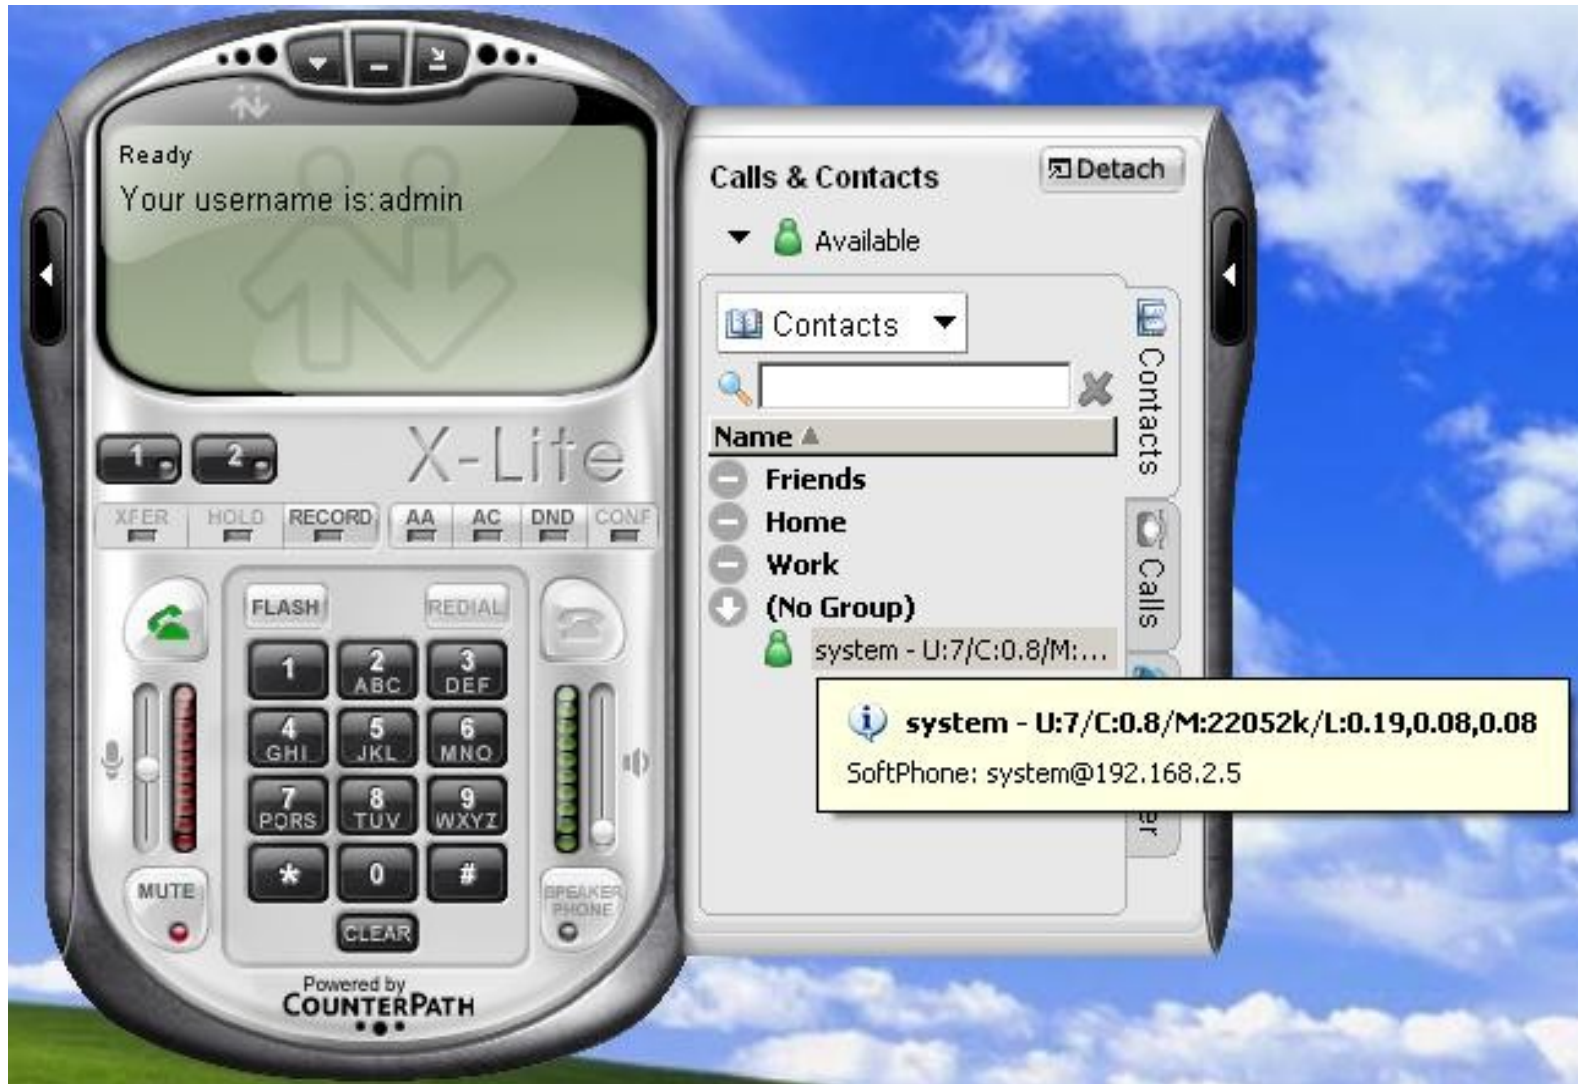 Ready
Your username is:admin
1 2
X-Lite
XFER HOLD RECORD AA AC DND CONF
FLASH REDIAL
1 2 ABC 3 DEF
4 GHI 5 JKL 6 MNO
7 PQRS 8 TUV 9 WXYZ
* 0 #
MUTE
SPEAKER PHONE
CLEAR
Powered by
COUNTERPATH
Calls & Contacts
Detach
Available
Contacts
Name
Friends
Home
Work
(No Group)
system - U:7/C:0.8/M:...
system - U:7/C:0.8/M:22052k/L:0.19,0.08,0.08
SoftPhone: system@192.168.2.5
Contacts
Calls